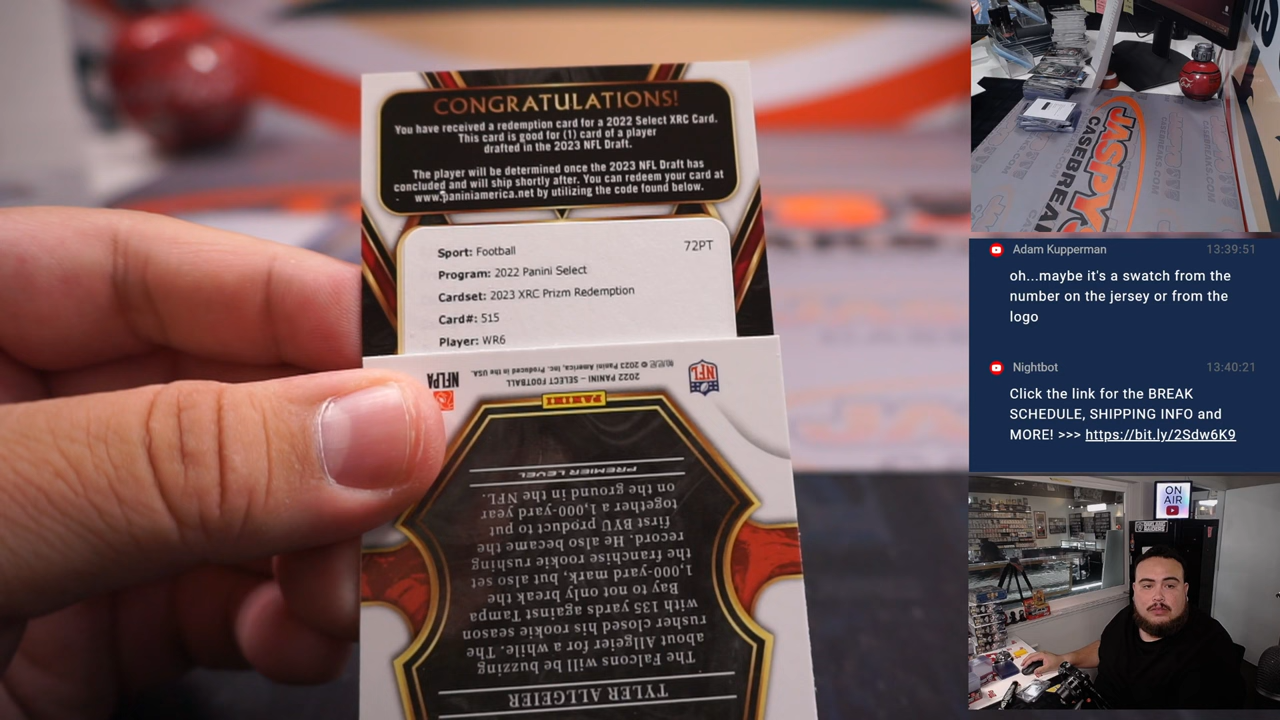 CONGRATULATIONS!
You have received a redemption card for a 2022 Select XRC Card.
This card is good for (1) card of a player
drafted in the 2023 NFL Draft.
The player will be determined once the 2023 NFL Draft has
concluded and will ship shortly after. You can redeem your card at
www.paniniamerica.net by utilizing the code found below.
Sport: Football
72PT
Program: 2022 Panini Select
Cardset: 2023 XRC Prizm Redemption
Card#: 515
Player: WR6
TYLER ALLGEIER
The Falcons will be buzzing
about Allgeier for a while. The
rusher closed his rookie season
with 135 yards against Tampa
Bay to not only break the
1,000-yard mark, but also set
the franchise rookie rushing
record. He also became the
first BYU product to put
together a 1,000-yard year
on the ground in the NFL.
PREMIER LEVEL
PANINI
2022 PANINI – SELECT FOOTBALL
© 2023 Panini America, Inc. Produced in the USA.
NFL
NFLPA
JASPY'S
CASEBREAKS
Adam Kupperman 13:39:51
oh...maybe it's a swatch from the
number on the jersey or from the
logo
Nightbot 13:40:21
Click the link for the BREAK
SCHEDULE, SHIPPING INFO and
MORE! >>> https://bit.ly/2Sdw6K9
ON
AIR